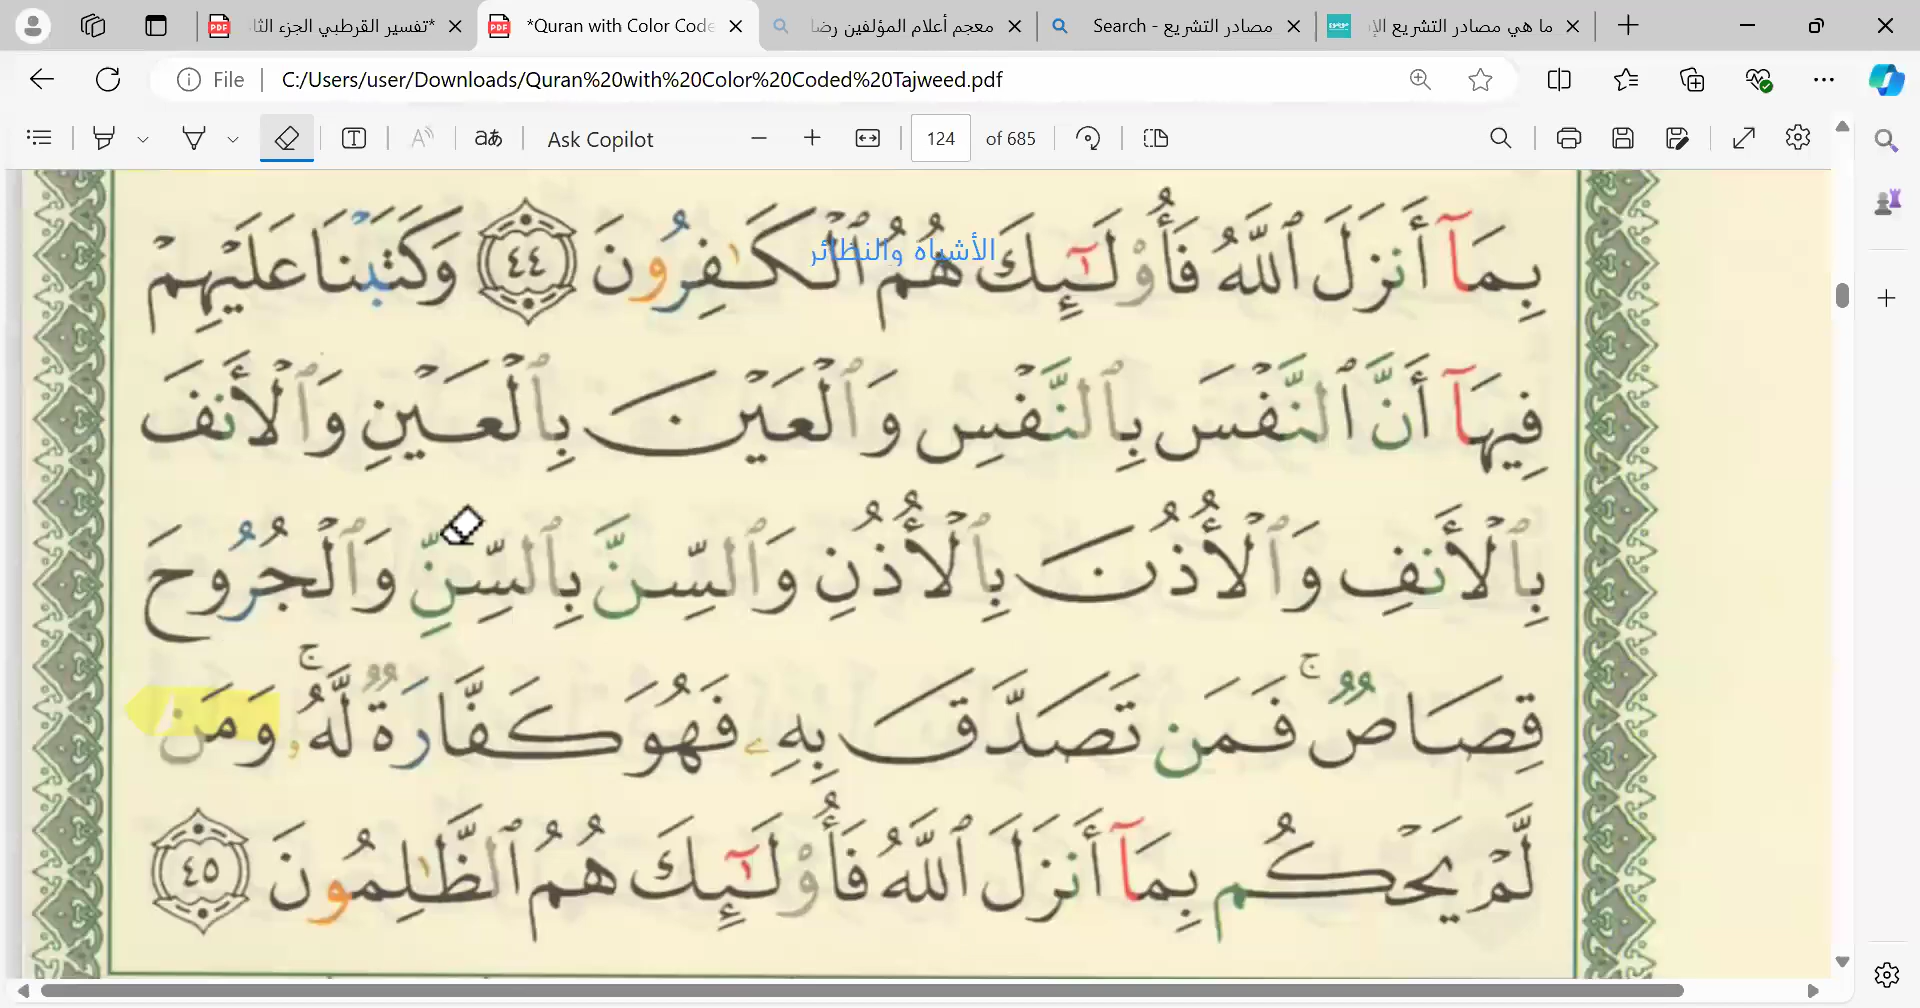 *تفسير القرطبي الجزء الثا
*Quran with Color Code
معجم أعلام المؤلفين رضا
مصادر التشريع - Search
ما هي مصادر التشريع الإ
File
C:/Users/user/Downloads/Quran%20with%20Color%20Coded%20Tajweed.pdf
aあ Ask Copilot 124 of 685
بِمَآ أَنزَلَ ٱللَّهُ فَأُوْلَـٰٓئِكَ هُمُ ٱلْكَـٰفِرُونَ ٤٤ وَكَتَبْنَا عَلَيْهِمْ
الأشباه والنظائر
فِيهَآ أَنَّ ٱلنَّفْسَ بِٱلنَّفْسِ وَٱلْعَيْنَ بِٱلْعَيْنِ وَٱلْأَنفَ
بِٱلْأَنفِ وَٱلْأُذُنَ بِٱلْأُذُنِ وَٱلسِّنَّ بِٱلسِّنِّ وَٱلْجُرُوحَ
قِصَاصٌ ۚ فَمَن تَصَدَّقَ بِهِۦ فَهُوَ كَفَّارَةٌ لَّهُۥ ۚ وَمَن
لَّمْ يَحْكُم بِمَآ أَنزَلَ ٱللَّهُ فَأُوْلَـٰٓئِكَ هُمُ ٱلظَّـٰلِمُونَ ٤٥